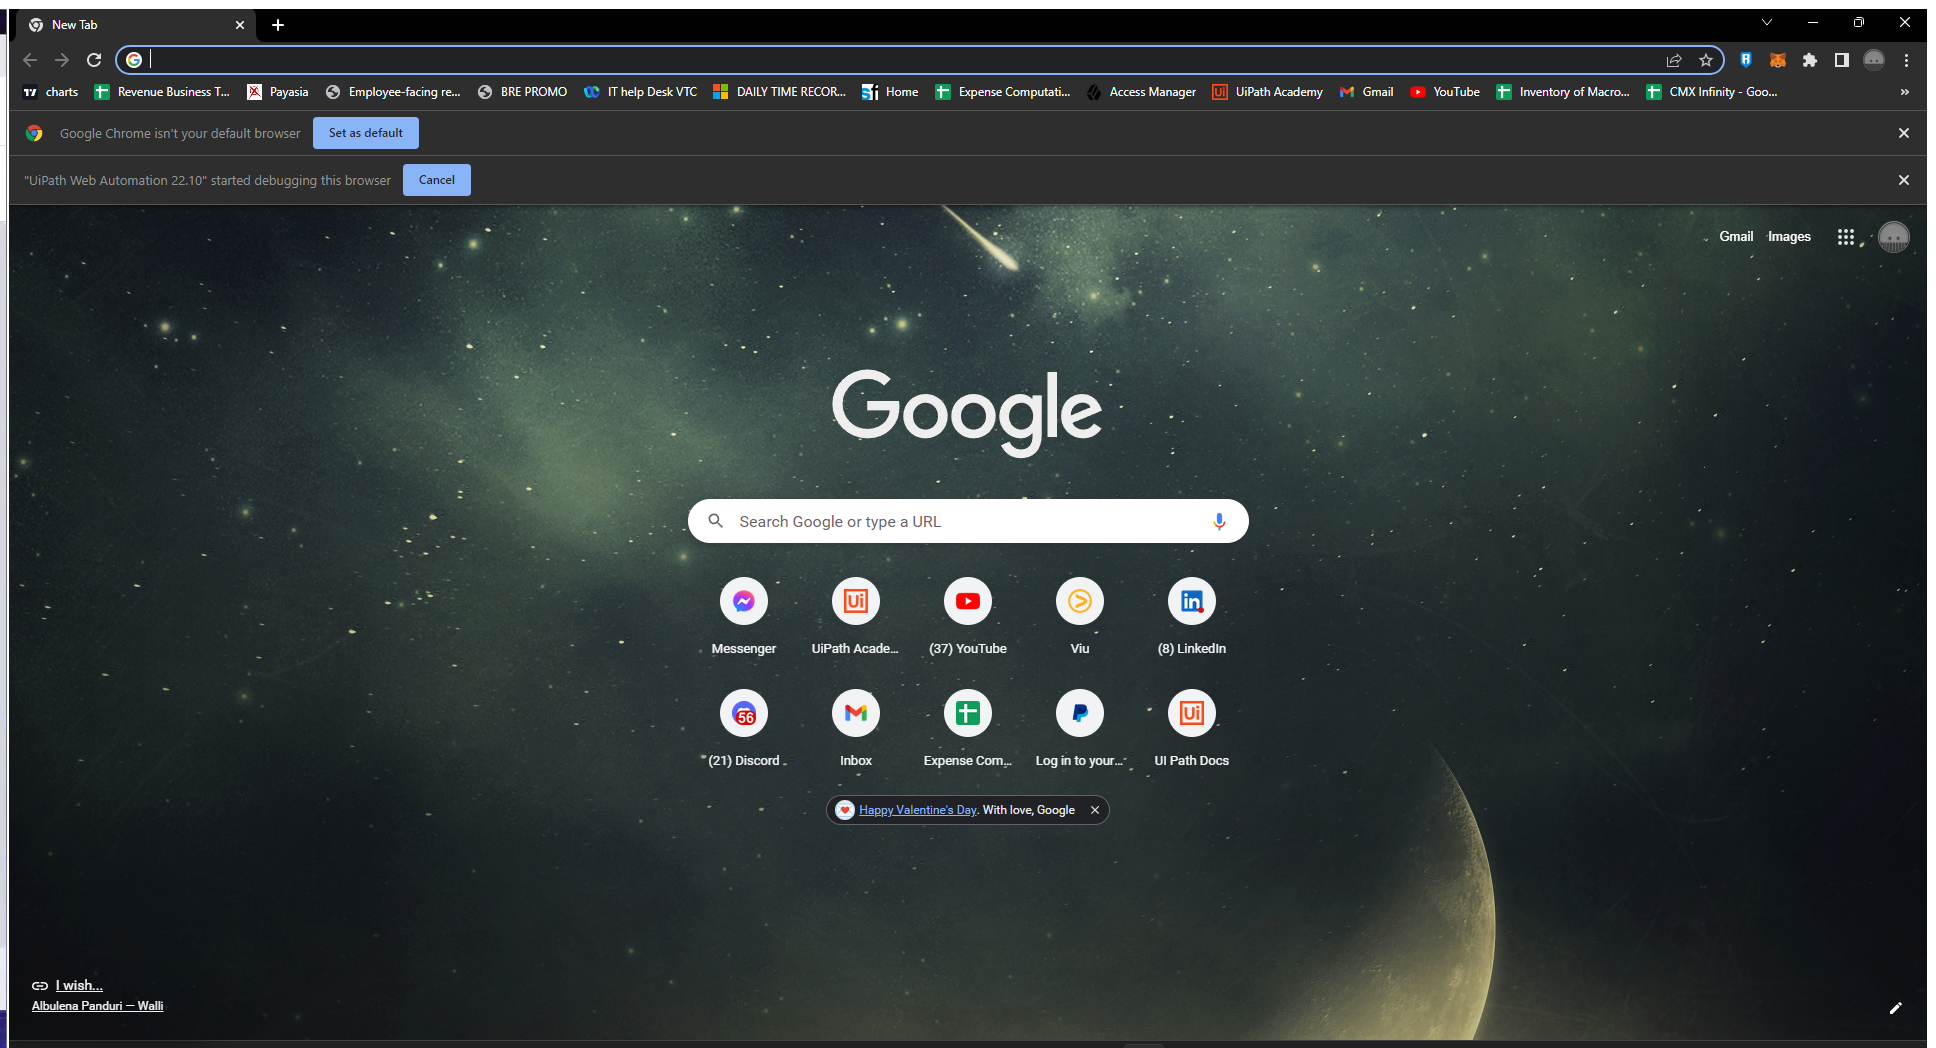 New Tab
charts Revenue Business T... Payasia Employee-facing re... BRE PROMO IT help Desk VTC DAILY TIME RECOR... Home Expense Computati... Access Manager UiPath Academy Gmail YouTube Inventory of Macro... CMX Infinity - Goo... »
Google Chrome isn't your default browser Set as default
"UiPath Web Automation 22.10" started debugging this browser Cancel
Gmail Images
Google
Search Google or type a URL
Messenger UiPath Acade... (37) YouTube Viu (8) LinkedIn
56
(21) Discord Inbox Expense Com... Log in to your... UI Path Docs
Happy Valentine's Day. With love, Google
I wish...
Albulena Panduri — Walli